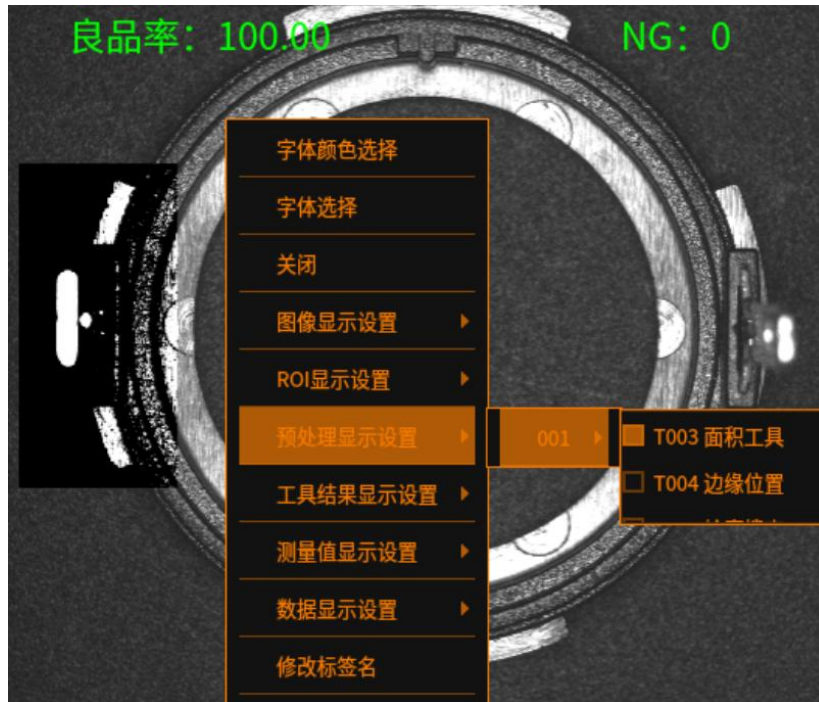 良品率：100.00 NG：0
字体颜色选择
字体选择
关闭
图像显示设置
ROI显示设置
预处理显示设置 001 T003 面积工具
T004 边缘位置
工具结果显示设置
测量值显示设置
数据显示设置
修改标签名